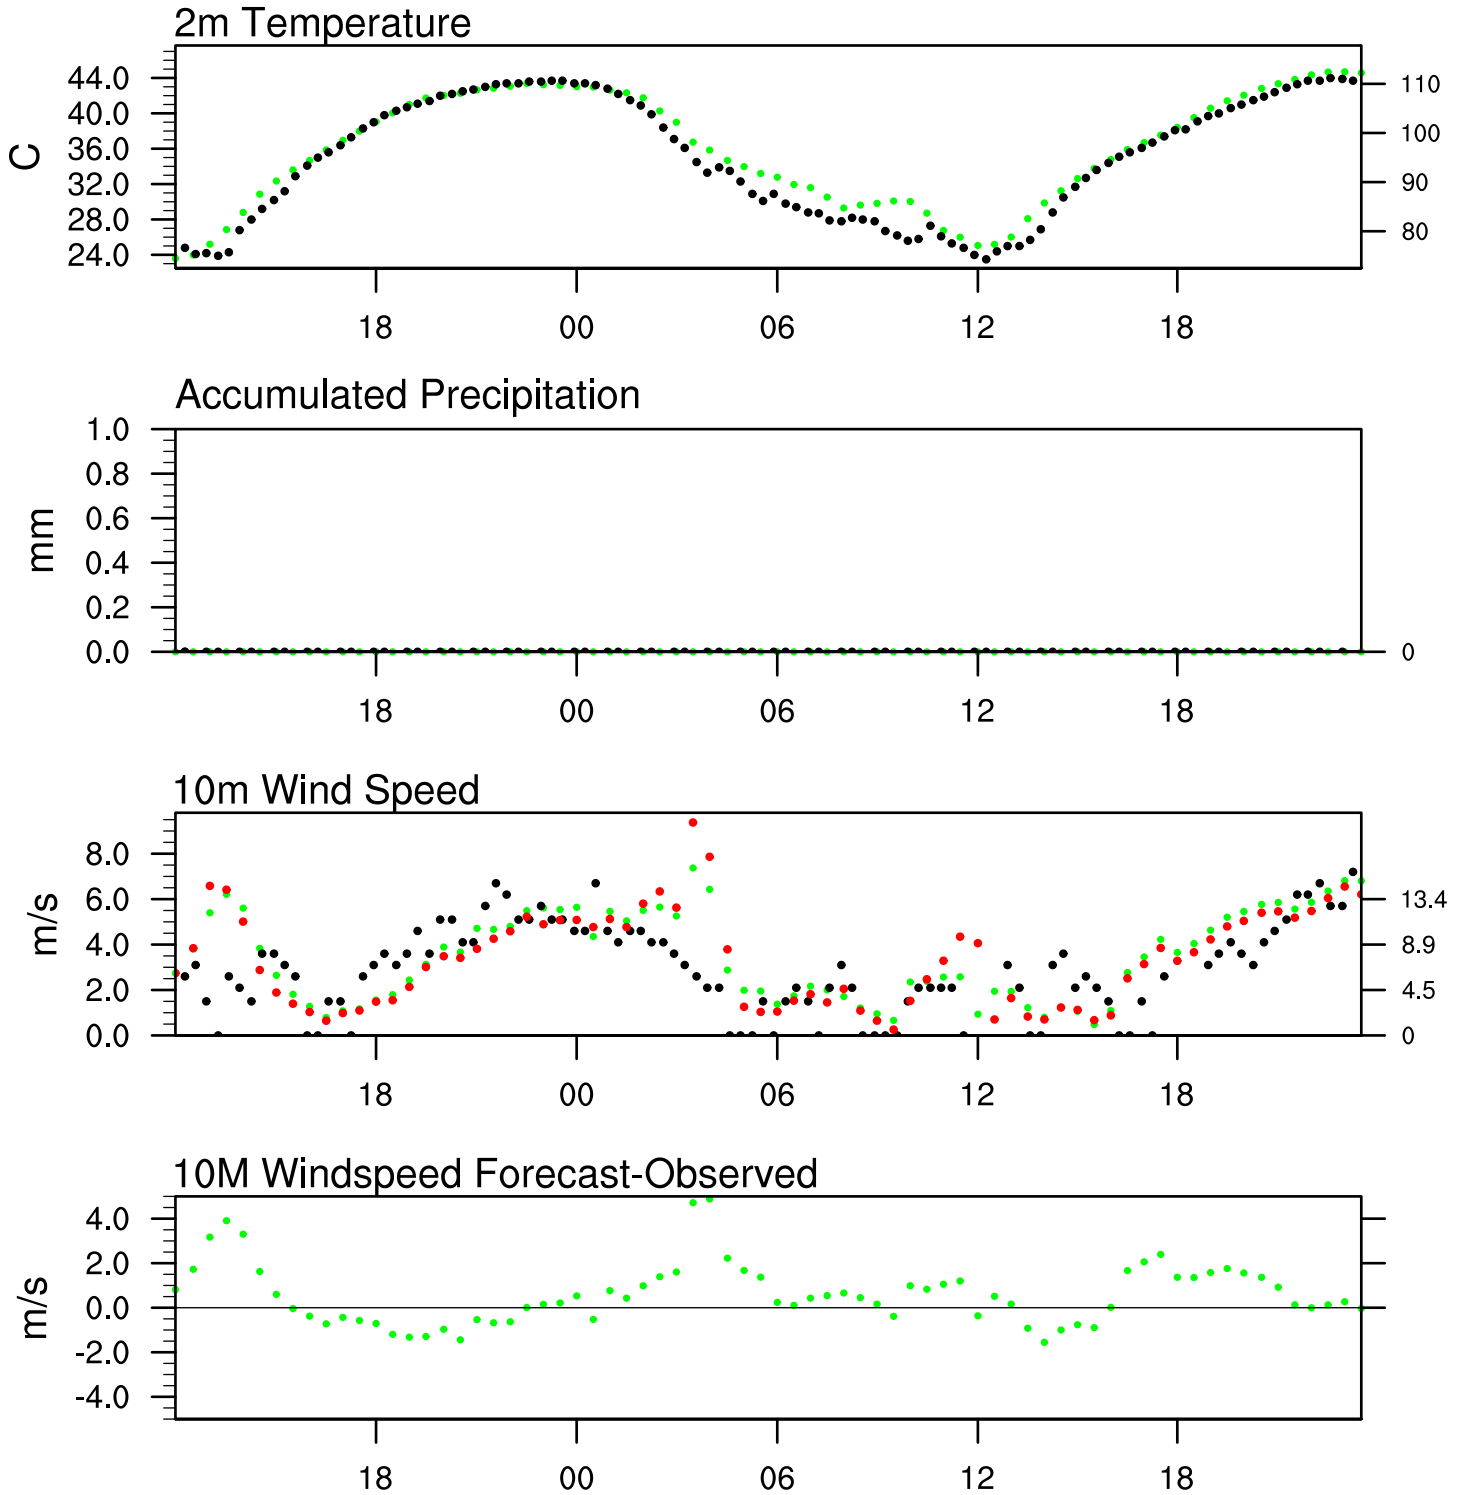 2m Temperature
44.0
40.0
36.0
32.0
28.0
24.0
C
110
100
90
80
18 00 06 12 18
Accumulated Precipitation
1.0
0.8
0.6
0.4
0.2
0.0
mm
0
18 00 06 12 18
10m Wind Speed
8.0
6.0
4.0
2.0
0.0
m/s
13.4
8.9
4.5
0
18 00 06 12 18
10M Windspeed Forecast-Observed
4.0
2.0
0.0
-2.0
-4.0
m/s
18 00 06 12 18